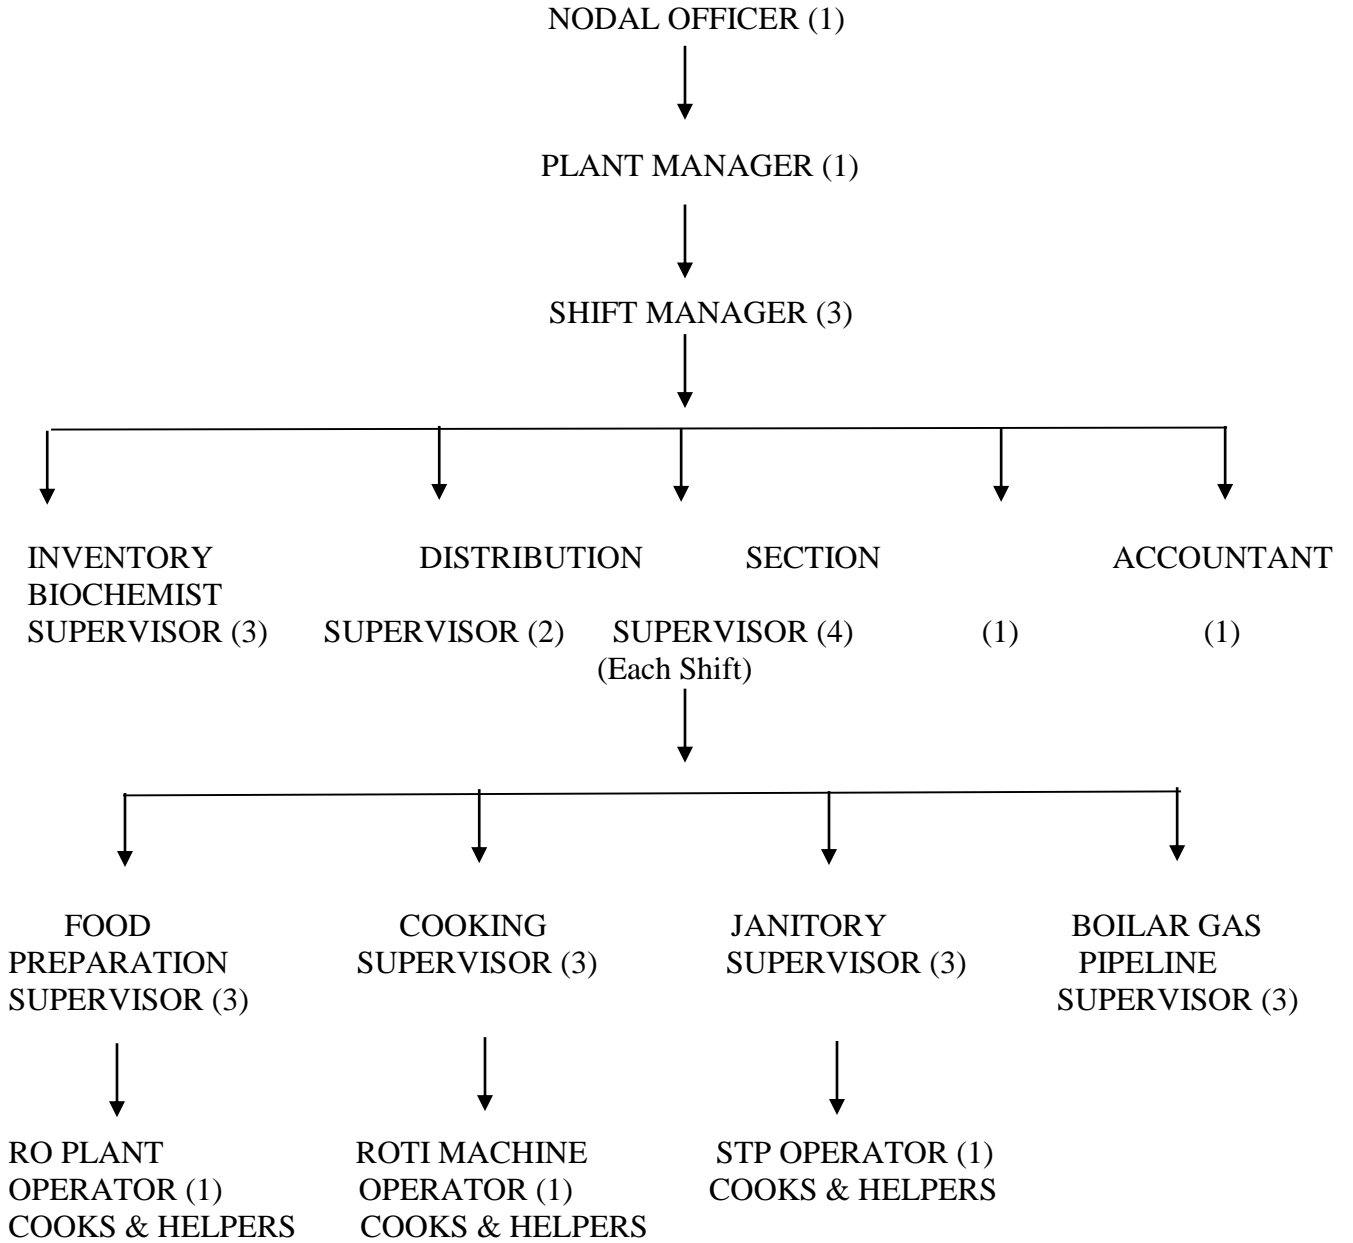 NODAL OFFICER (1)
PLANT MANAGER (1)
SHIFT MANAGER (3)
INVENTORY DISTRIBUTION SECTION ACCOUNTANT
BIOCHEMIST
SUPERVISOR (3) SUPERVISOR (2) SUPERVISOR (4) (1) (1)
(Each Shift)
FOOD COOKING JANITORY BOILAR GAS
PREPARATION SUPERVISOR (3) SUPERVISOR (3) PIPELINE
SUPERVISOR (3) SUPERVISOR (3)
RO PLANT ROTI MACHINE STP OPERATOR (1)
OPERATOR (1) OPERATOR (1) COOKS & HELPERS
COOKS & HELPERS COOKS & HELPERS